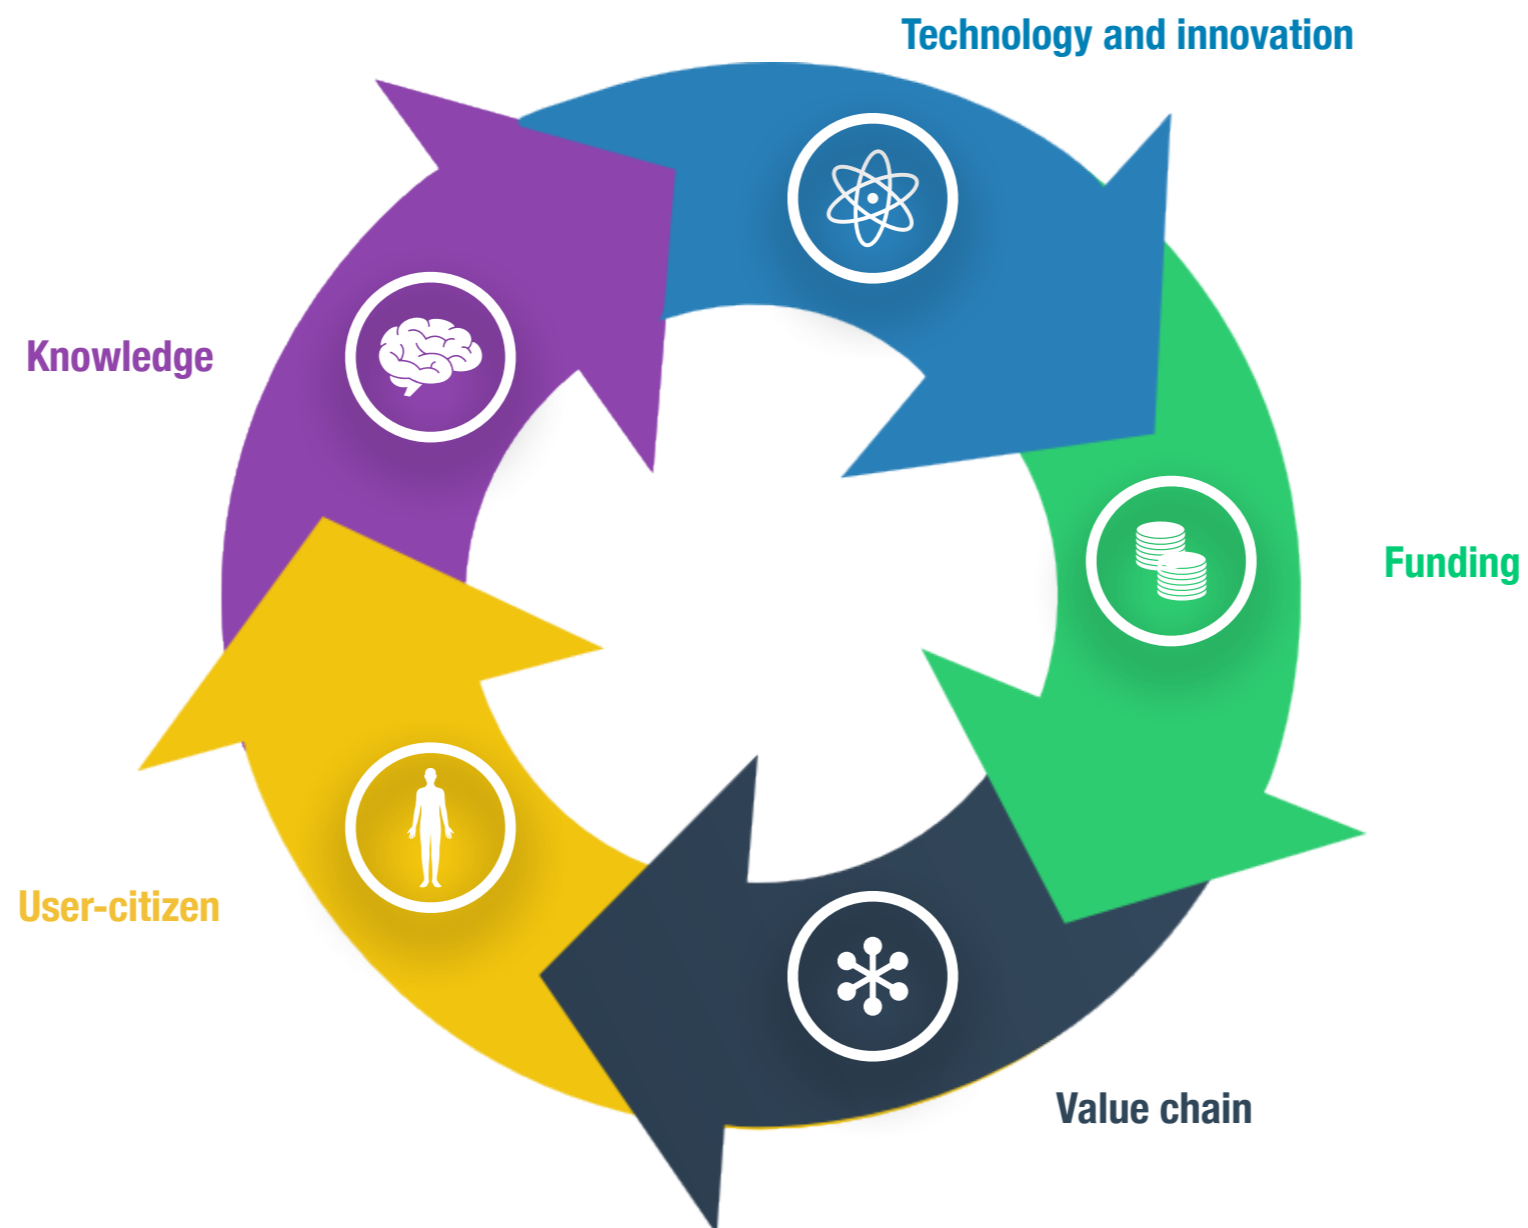 Technology and innovation
Knowledge
Funding
User-citizen
Value chain